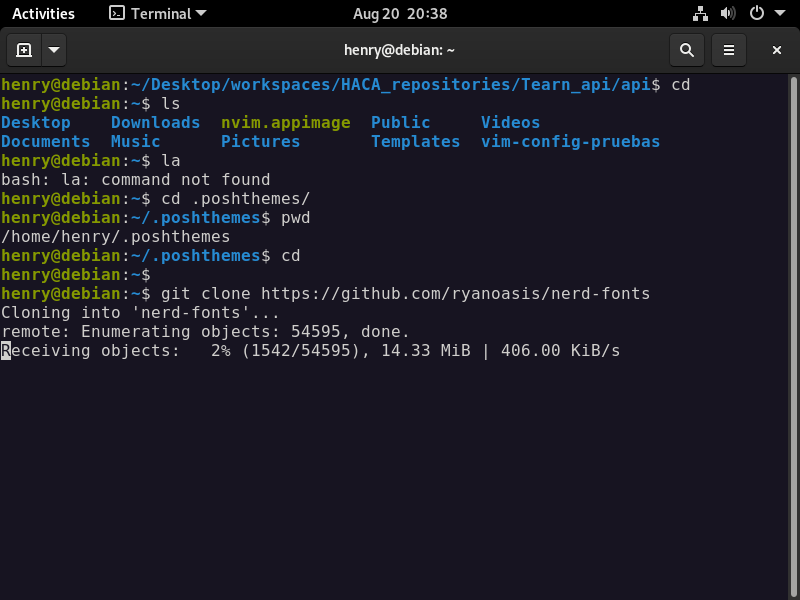 Activities Terminal Aug 20 20:38
henry@debian: ~
henry@debian:~/Desktop/workspaces/HACA_repositories/Tearn_api/api$ cd
henry@debian:~$ ls
Desktop Downloads nvim.appimage Public Videos
Documents Music Pictures Templates vim-config-pruebas
henry@debian:~$ la
bash: la: command not found
henry@debian:~$ cd .poshthemes/
henry@debian:~/.poshthemes$ pwd
/home/henry/.poshthemes
henry@debian:~/.poshthemes$ cd
henry@debian:~$
henry@debian:~$ git clone https://github.com/ryanoasis/nerd-fonts
Cloning into 'nerd-fonts'...
remote: Enumerating objects: 54595, done.
Receiving objects:   2% (1542/54595), 14.33 MiB | 406.00 KiB/s